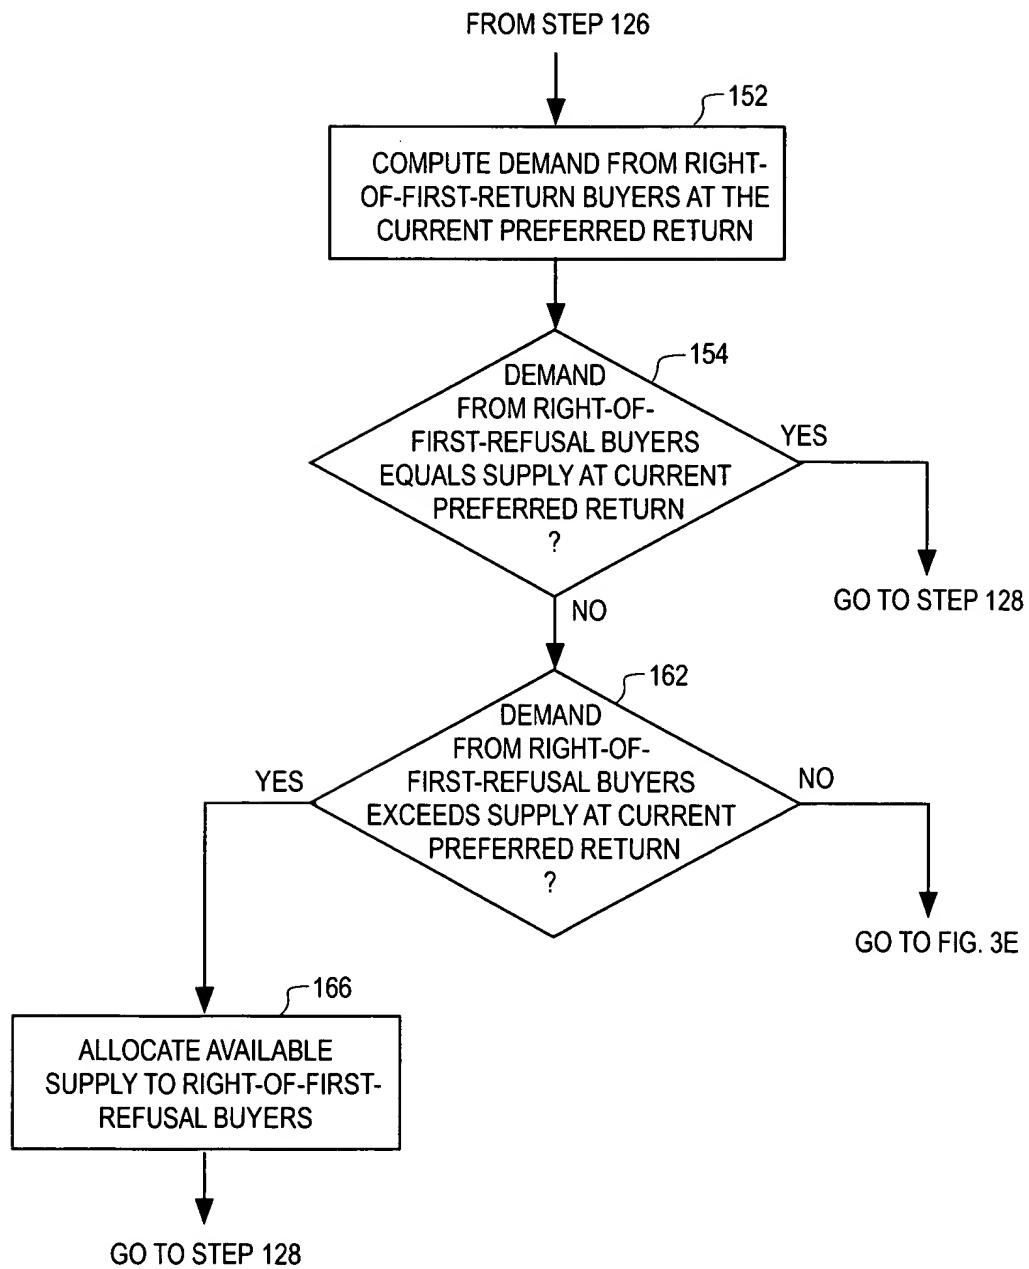 FROM STEP 126
152
COMPUTE DEMAND FROM RIGHT-
OF-FIRST-RETURN BUYERS AT THE
CURRENT PREFERRED RETURN
154
DEMAND
FROM RIGHT-OF-
FIRST-REFUSAL BUYERS
EQUALS SUPPLY AT CURRENT
PREFERRED RETURN
?
YES
GO TO STEP 128
NO
162
DEMAND
FROM RIGHT-OF-
FIRST-REFUSAL BUYERS
EXCEEDS SUPPLY AT CURRENT
PREFERRED RETURN
?
YES
NO
GO TO FIG. 3E
166
ALLOCATE AVAILABLE
SUPPLY TO RIGHT-OF-FIRST-
REFUSAL BUYERS
GO TO STEP 128